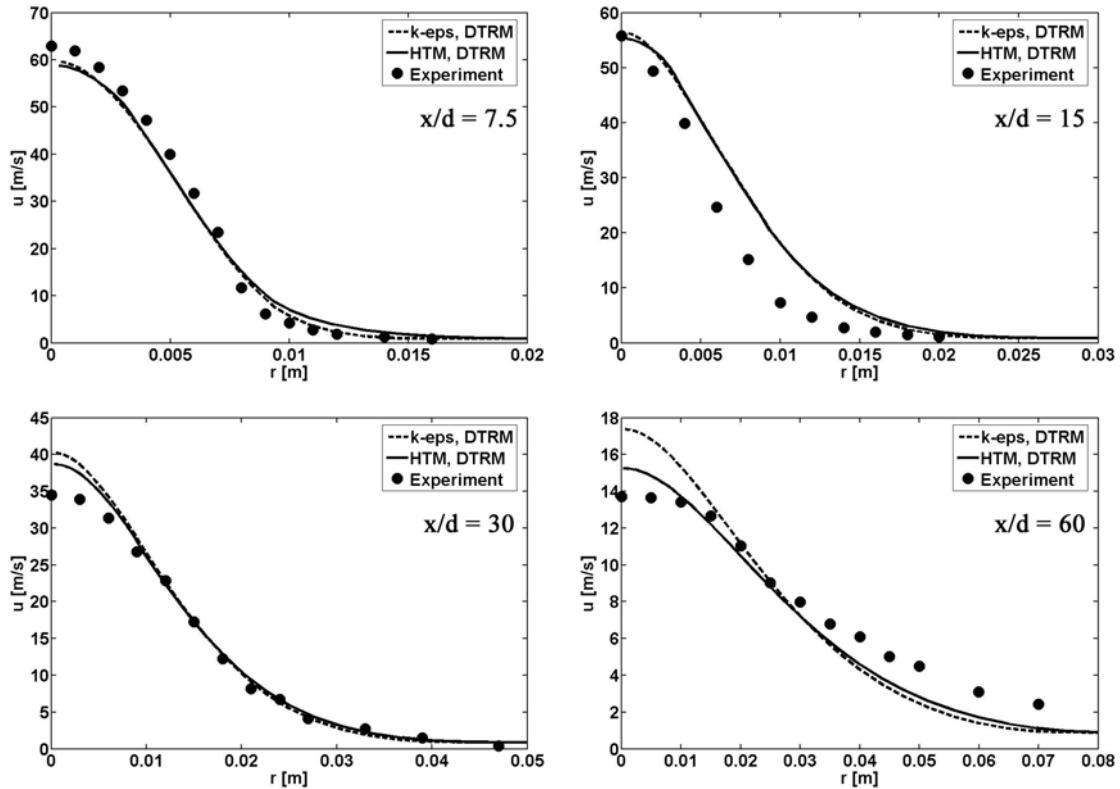 70
60
50
40
30
20
10
0
u [m/s]
k-eps, DTRM
HTM, DTRM
Experiment
x/d = 7.5
0 0.005 0.01 0.015 0.02
r [m]
60
50
40
30
20
10
0
u [m/s]
k-eps, DTRM
HTM, DTRM
Experiment
x/d = 15
0 0.005 0.01 0.015 0.02 0.025 0.03
r [m]
45
40
35
30
25
20
15
10
5
0
u [m/s]
k-eps, DTRM
HTM, DTRM
Experiment
x/d = 30
0 0.01 0.02 0.03 0.04 0.05
r [m]
18
16
14
12
10
8
6
4
2
0
u [m/s]
k-eps, DTRM
HTM, DTRM
Experiment
x/d = 60
0 0.01 0.02 0.03 0.04 0.05 0.06 0.07 0.08
r [m]